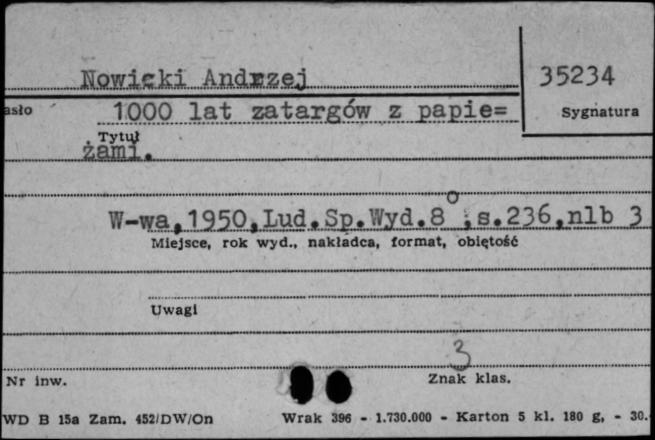 Nowicki Andrzej
35234
asło
1000 lat zatargów z papie=
Sygnatura
Tytuł
żami.
W-wa,1950,Lud.Sp.Wyd.8°,s.236,nlb 3
Miejsce, rok wyd., nakładca, format, objętość
Uwagi
3
Nr inw.
Znak klas.
WD B 15a Zam. 452/DW/On
Wrak 396 - 1.730.000 - Karton 5 kl. 180 g. - 30.